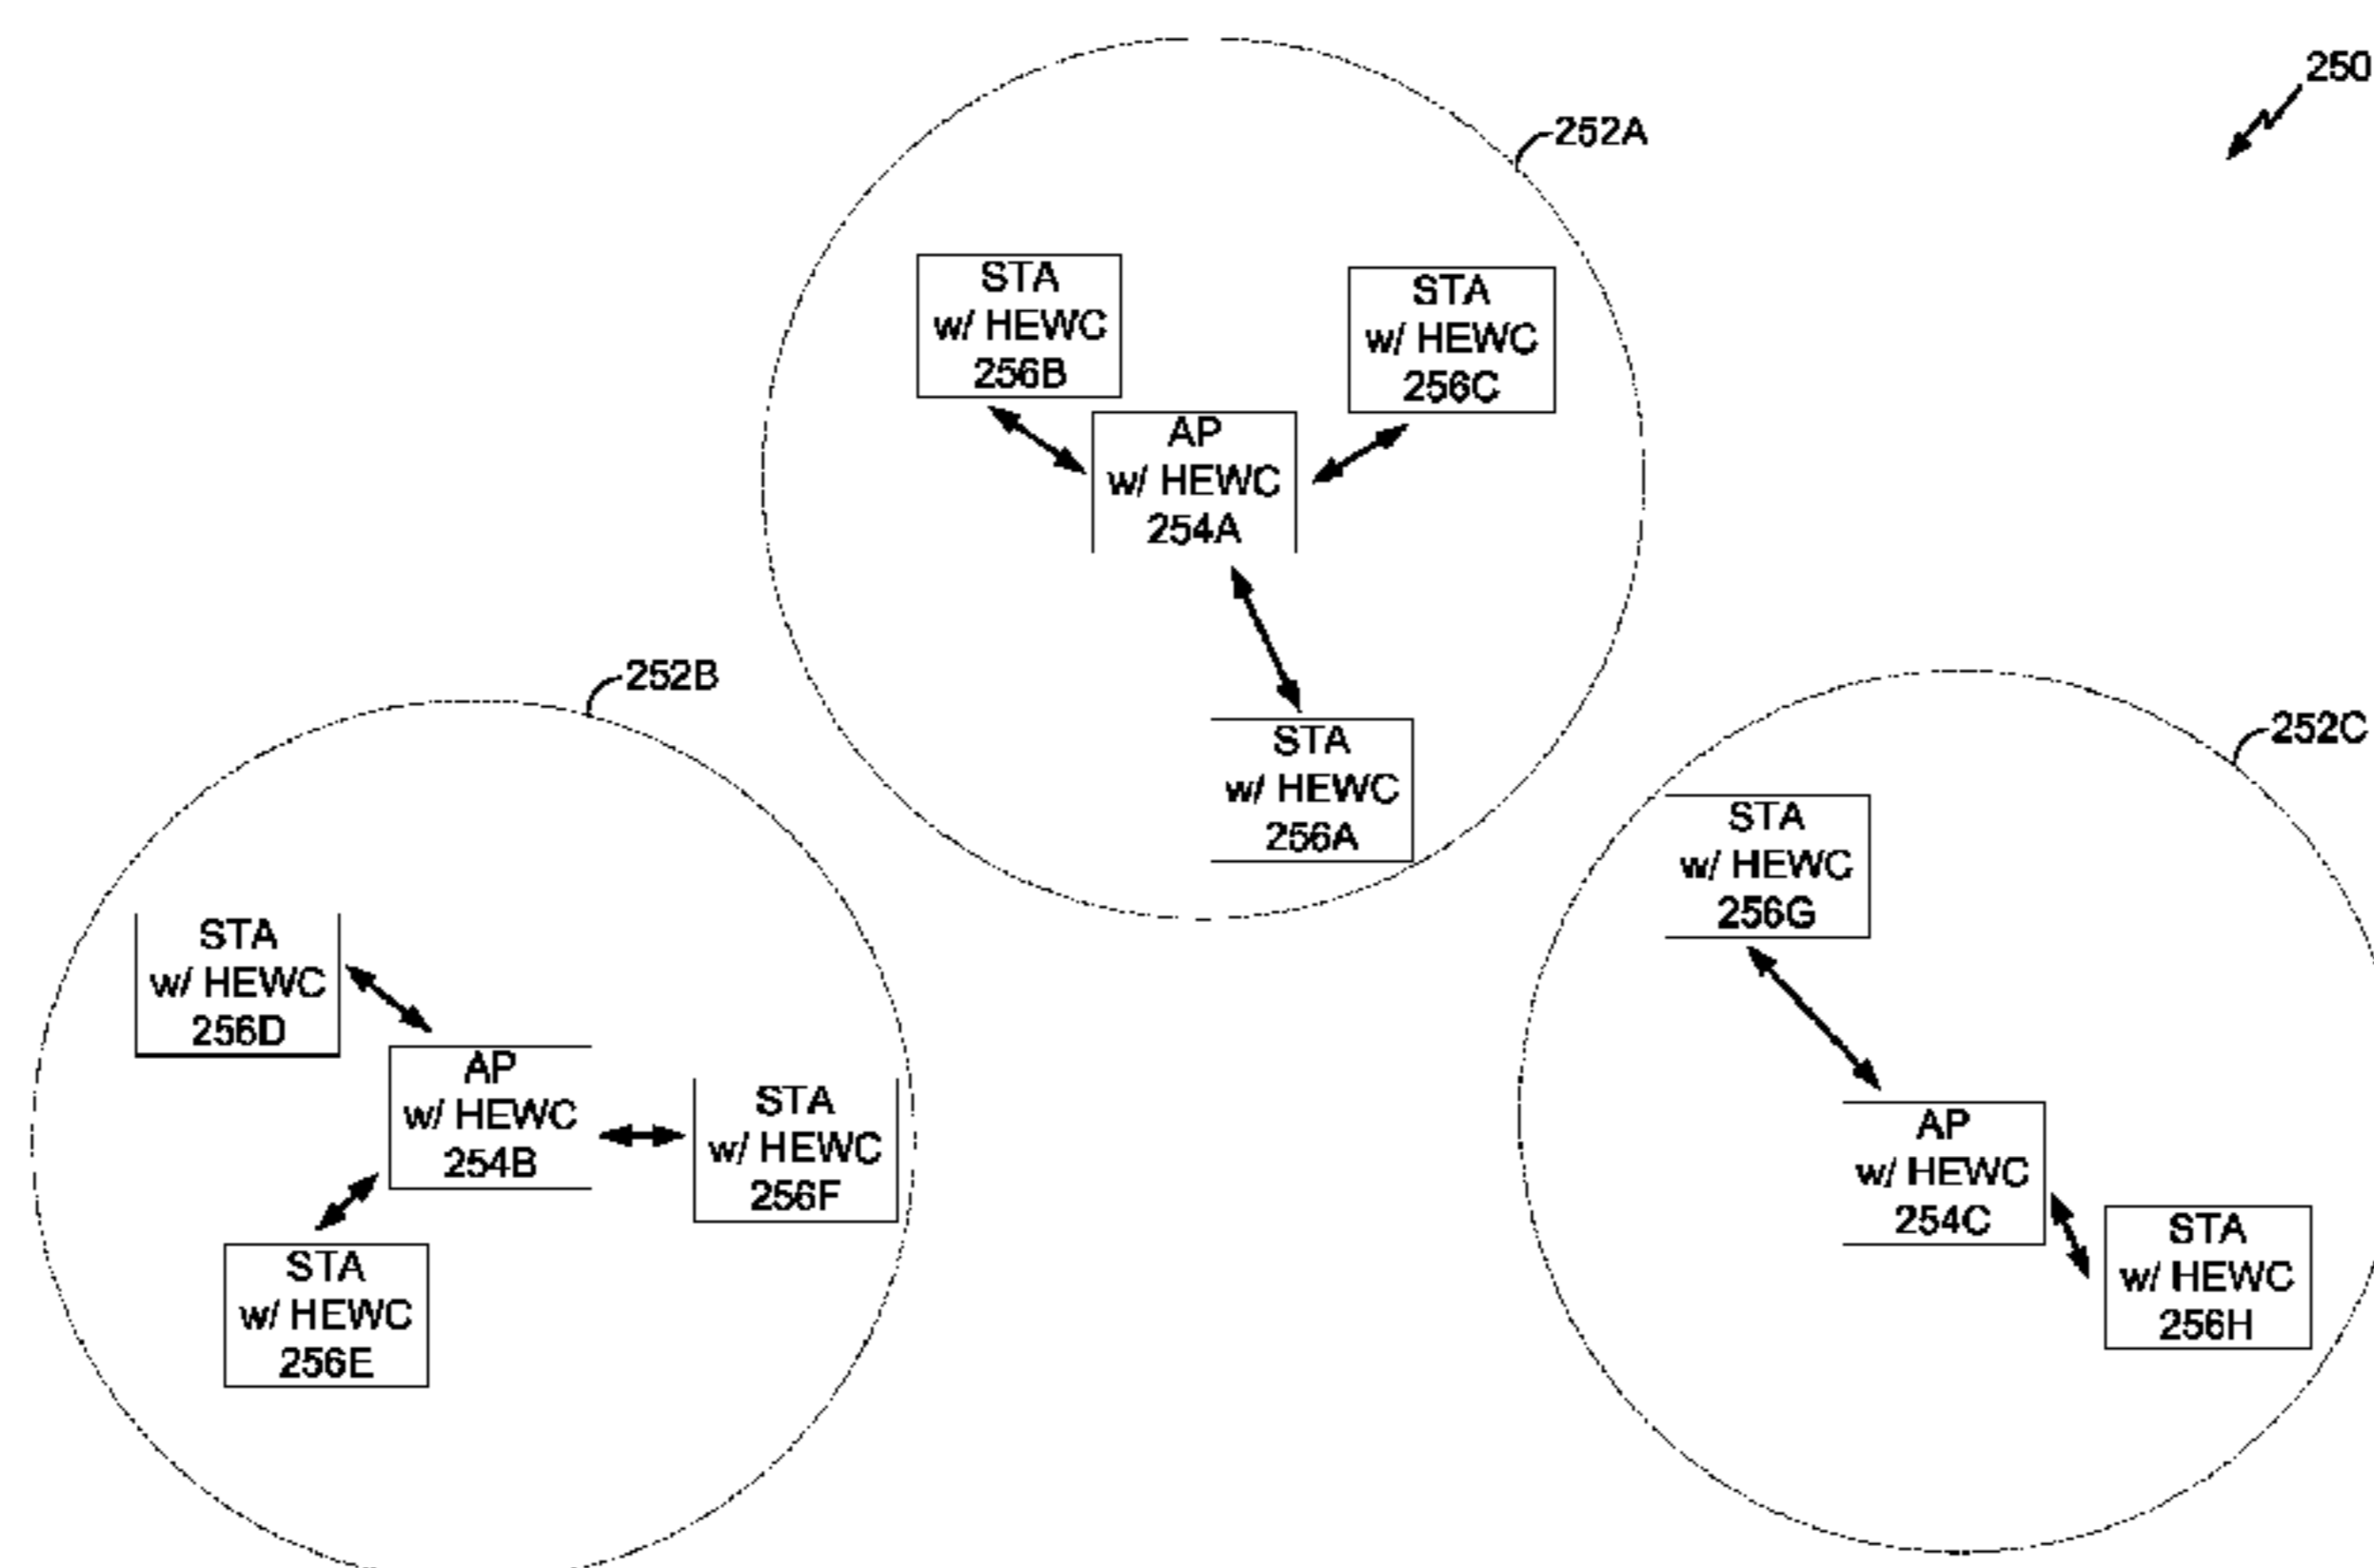 250
252A
STA
w/ HEWC
256B
STA
w/ HEWC
256C
AP
w/ HEWC
254A
STA
w/ HEWC
256A
252B
STA
w/ HEWC
256D
AP
w/ HEWC
254B
STA
w/ HEWC
256F
STA
w/ HEWC
256E
252C
STA
w/ HEWC
256G
AP
w/ HEWC
254C
STA
w/ HEWC
256H